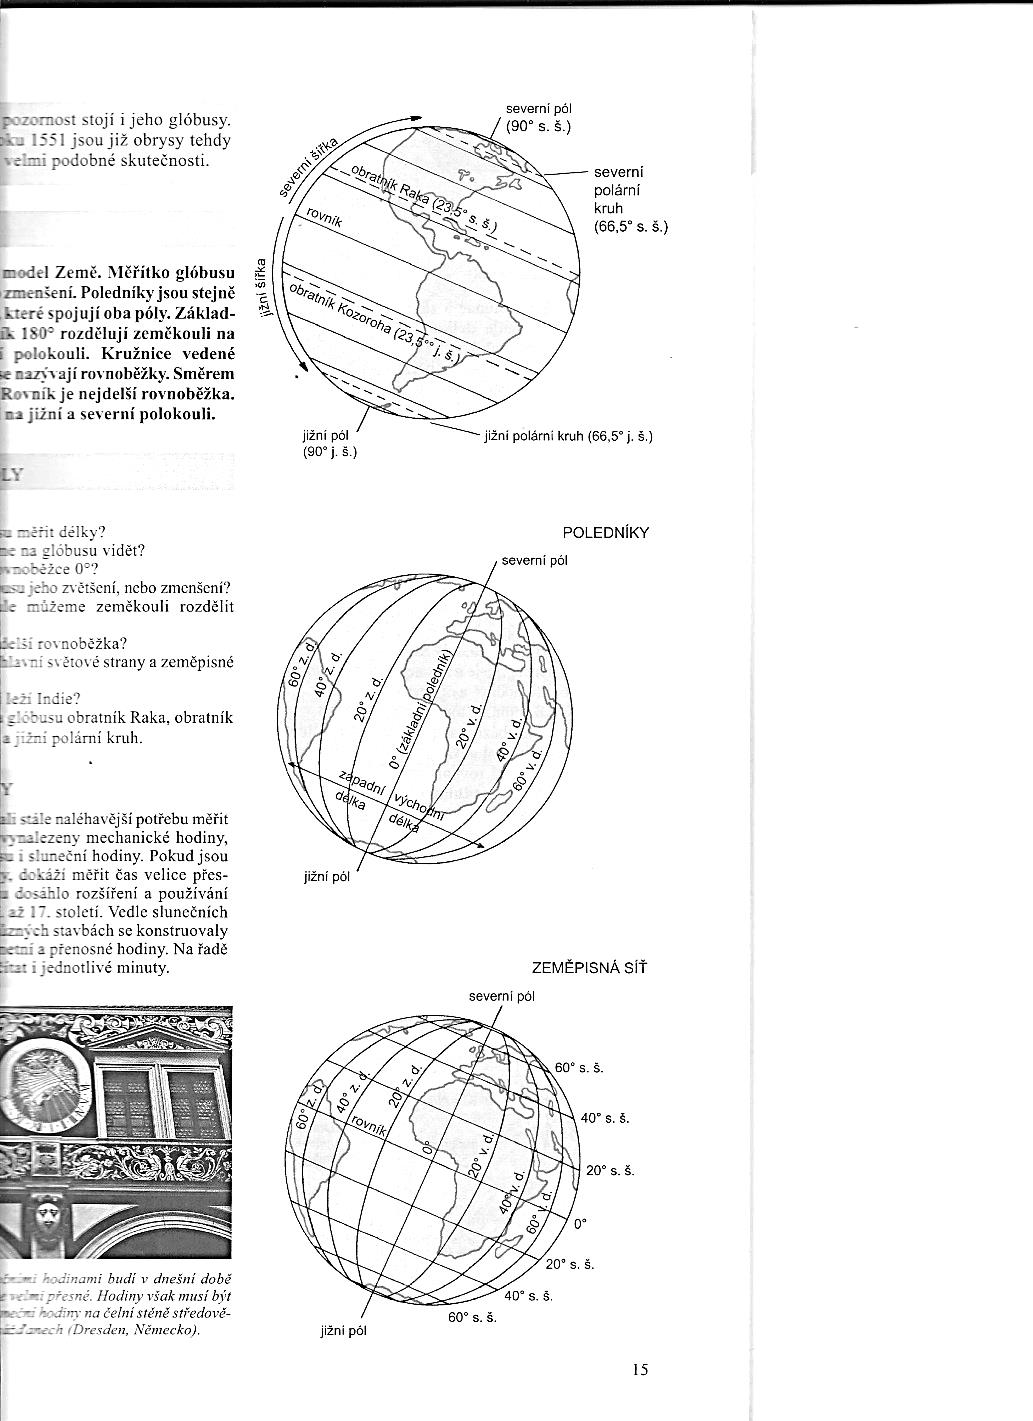 pozornost stojí i jeho glóbusy.
1551 jsou již obrysy tehdy
velmi podobné skutečnosti.
model Země. Měřítko glóbusu
zmenšení. Poledníky jsou stejně
které spojují oba póly. Základ-
180° rozdělují zeměkouli na
polokouli. Kružnice vedené
se nazývají rovnoběžky. Směrem
Rovník je nejdelší rovnoběžka.
na jižní a severní polokouli.
LY
měřit délky?
na glóbusu vidět?
rovnoběžce 0°?
jeho zvětšení, nebo zmenšení?
můžeme zeměkouli rozdělit
rovnoběžka?
hlavní světové strany a zeměpisné
leží Indie?
glóbusu obratník Raka, obratník
a jižní polární kruh.
Y
stále naléhavější potřebu měřit
vynalezeny mechanické hodiny,
i sluneční hodiny. Pokud jsou
dokáží měřit čas velice přes-
dosáhlo rozšíření a používání
až 17. století. Vedle slunečních
stavbách se konstruovaly
a přenosné hodiny. Na řadě
i jednotlivé minuty.
hodinami budí v dnešní době
přesné. Hodiny však musí být
hodiny na čelní stěně středově-
(Dresden, Německo).
severní pól
(90° s. š.)
severní
polární
kruh
(66,5° s. š.)
severní šířka
obratník Raka (23,5° s. š.)
rovník
jižní šířka
obratník Kozoroha (23,5° j. š.)
jižní pól
(90° j. š.)
jižní polární kruh (66,5° j. š.)
POLEDNÍKY
severní pól
60° z. d.
40° z. d.
20° z. d.
0° (základní poledník)
20° v. d.
40° v. d.
60° v. d.
západní
délka
východní
délka
jižní pól
ZEMĚPISNÁ SÍŤ
severní pól
60° s. š.
40° s. š.
20° s. š.
0°
20° s. š.
40° s. š.
60° s. š.
60° z. d.
40° z. d.
20° z. d.
rovník
0°
20° v. d.
40° v. d.
60° v. d.
jižní pól
15